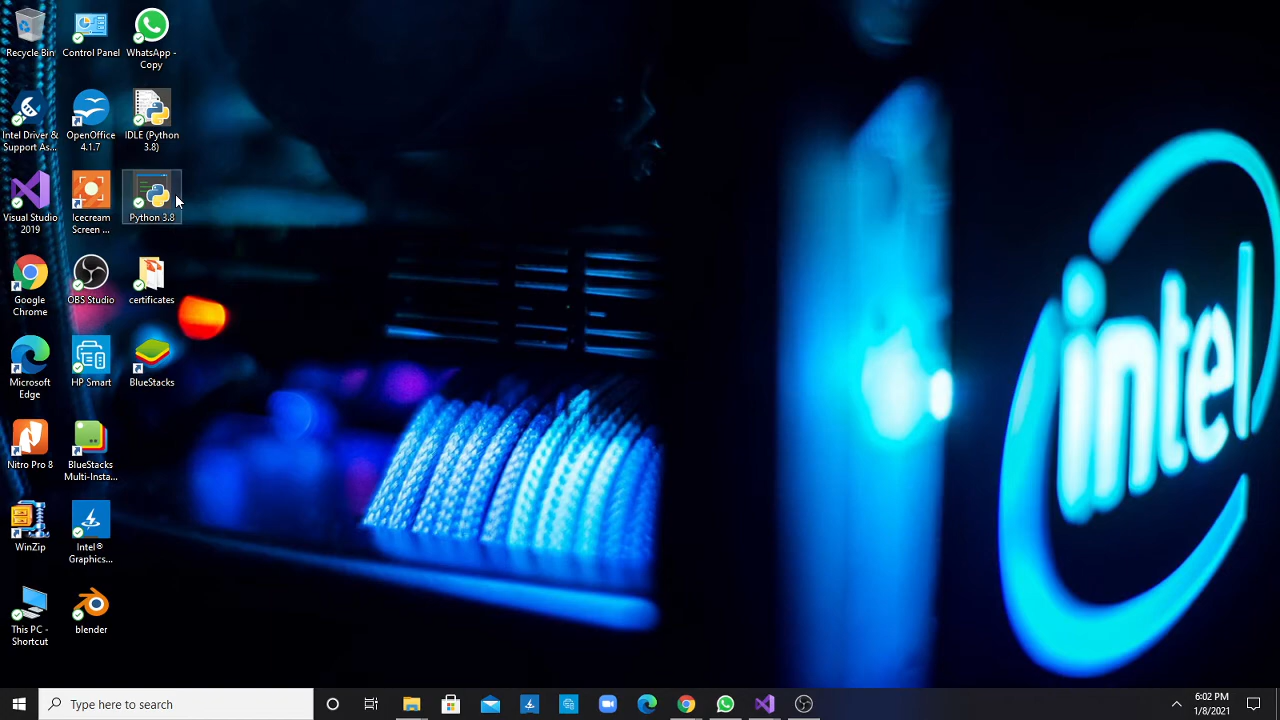 Recycle Bin
Control Panel
WhatsApp -
Copy
Intel Driver &
Support As...
OpenOffice
4.1.7
IDLE (Python
3.8)
Visual Studio
2019
Icecream
Screen ...
Python 3.8
Google
Chrome
OBS Studio
certificates
Microsoft
Edge
HP Smart
BlueStacks
Nitro Pro 8
BlueStacks
Multi-Insta...
WinZip
Intel®
Graphics...
This PC -
Shortcut
blender
intel
Type here to search
6:02 PM
1/8/2021